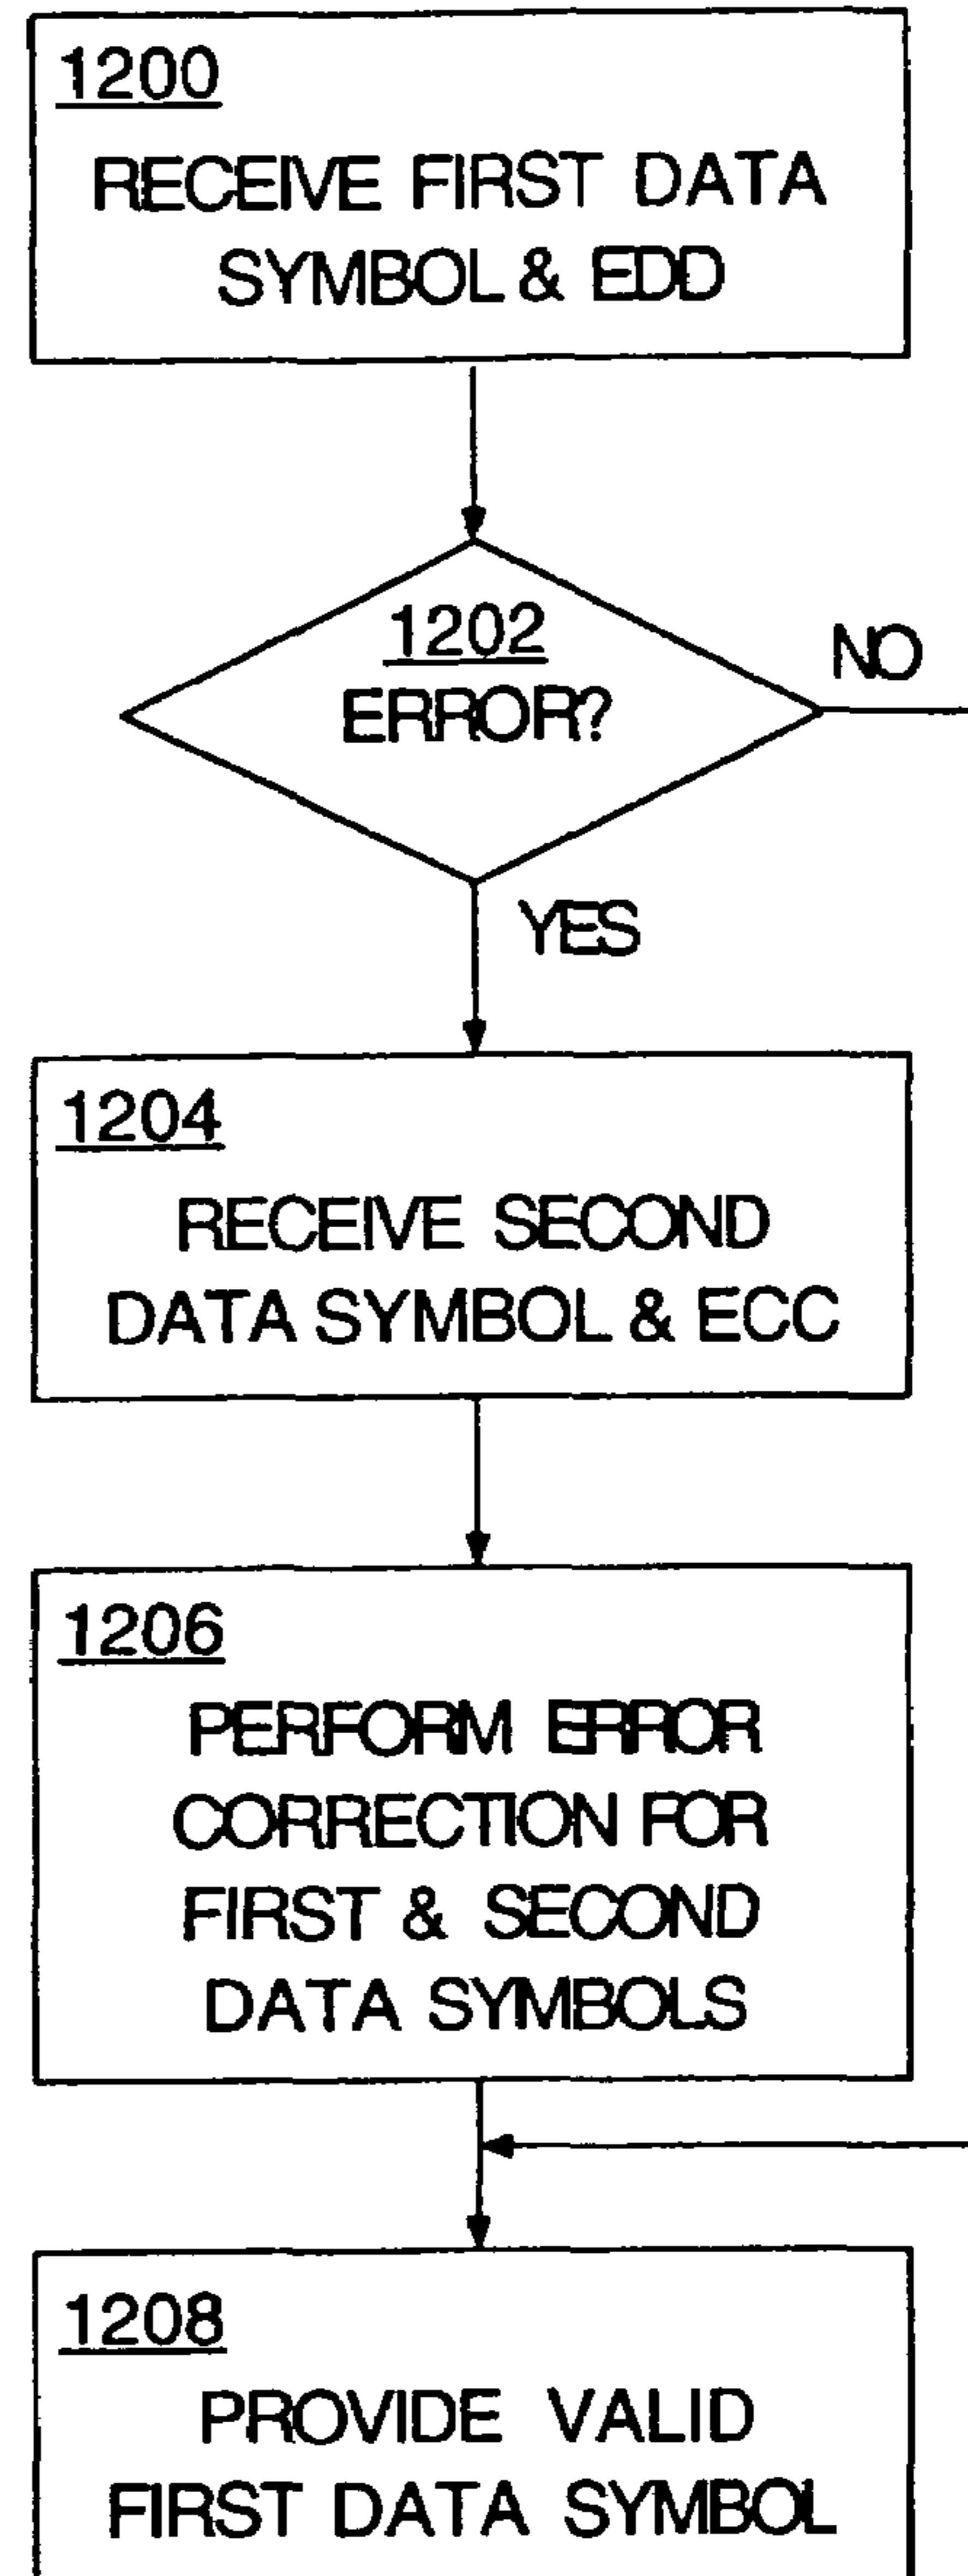 1200
RECEIVE FIRST DATA
SYMBOL & EDD
1202
ERROR?
NO
YES
1204
RECEIVE SECOND
DATA SYMBOL & ECC
1206
PERFORM ERROR
CORRECTION FOR
FIRST & SECOND
DATA SYMBOLS
1208
PROVIDE VALID
FIRST DATA SYMBOL